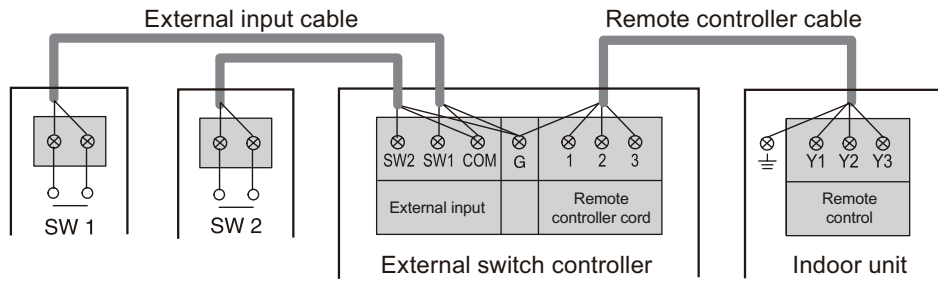 External input cable
Remote controller cable
SW2 SW1 COM G 1 2 3
Y1 Y2 Y3
External input
Remote
controller cord
Remote
control
SW 1
SW 2
External switch controller
Indoor unit